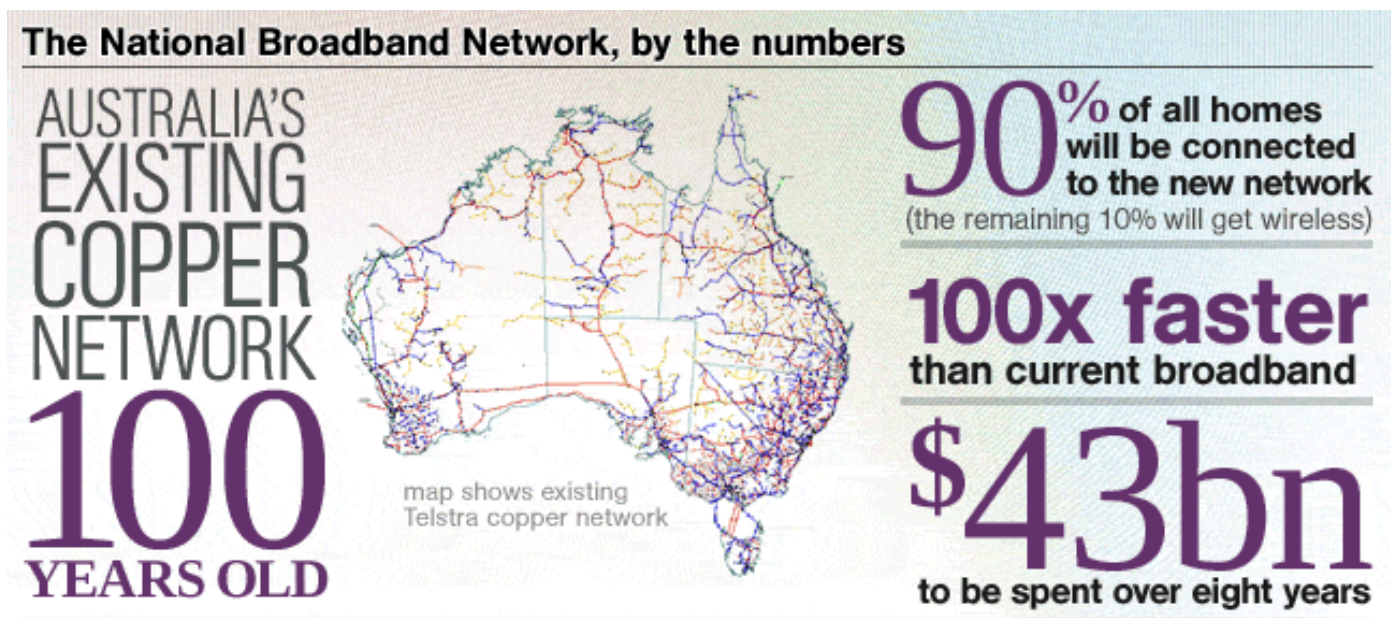 The National Broadband Network, by the numbers
AUSTRALIA'S
EXISTING
COPPER
NETWORK
100
YEARS OLD
map shows existing
Telstra copper network
90% of all homes
will be connected
to the new network
(the remaining 10% will get wireless)
100x faster
than current broadband
$43bn
to be spent over eight years